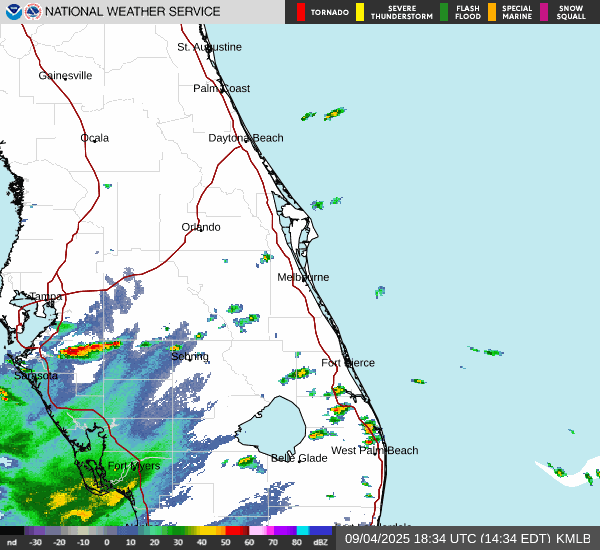 NATIONAL WEATHER SERVICE
TORNADO
SEVERE THUNDERSTORM
FLASH FLOOD
SPECIAL MARINE
SNOW SQUALL
St. Augustine
Gainesville
Palm Coast
Ocala
Daytona Beach
Orlando
Melbourne
Tampa
Sebring
Fort Pierce
Sarasota
West Palm Beach
Belle Glade
Fort Myers
nd -30 -20 -10 0 10 20 30 40 50 60 70 80 dBZ
09/04/2025 18:34 UTC (14:34 EDT) KMLB